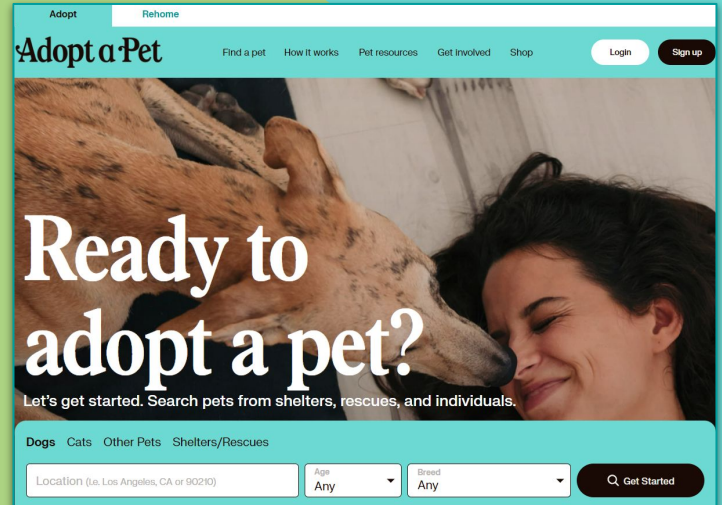 Adopt Rehome
Adopt a Pet Find a pet How it works Pet resources Get involved Shop Login Sign up
Ready to
adopt a pet?
Let's get started. Search pets from shelters, rescues, and individuals.
Dogs Cats Other Pets Shelters/Rescues
Location (i.e. Los Angeles, CA or 90210) Age Any Breed Any Get Started